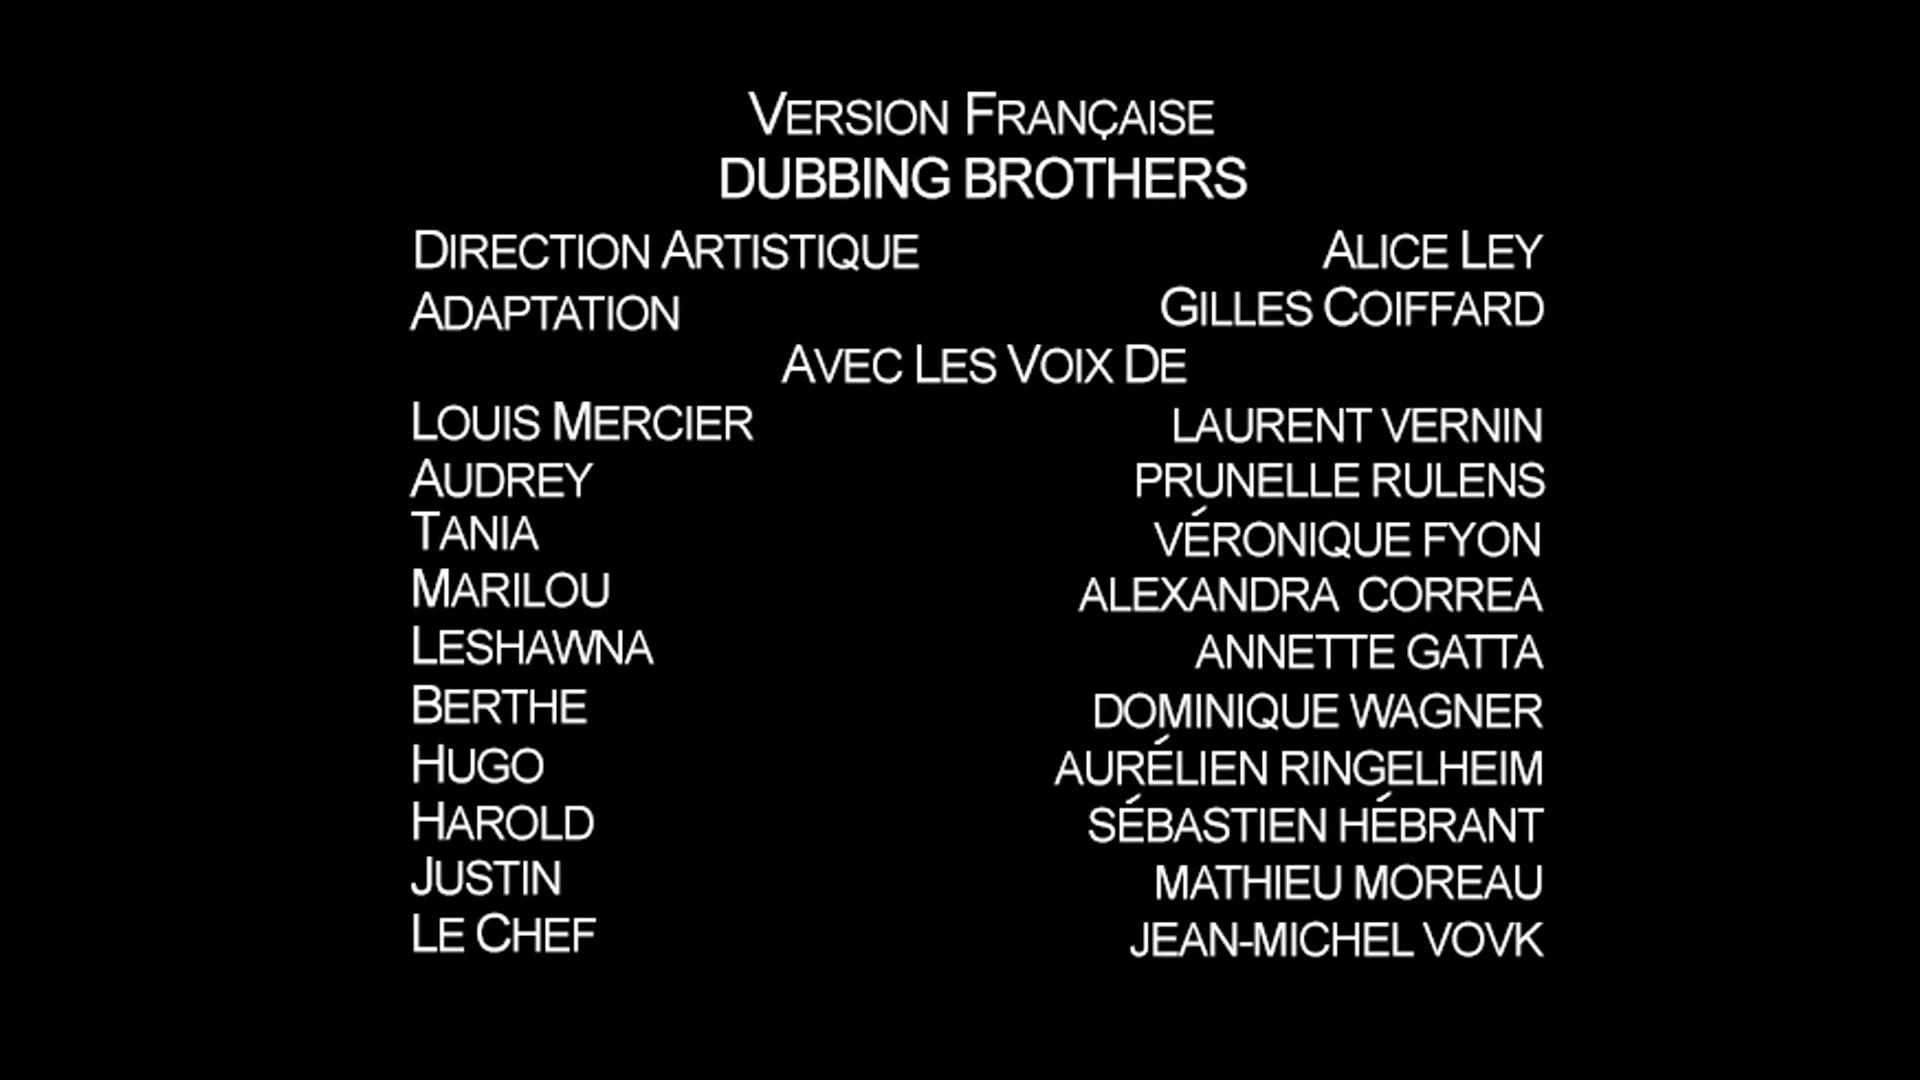 VERSION FRANÇAISE
DUBBING BROTHERS
DIRECTION ARTISTIQUE ALICE LEY
ADAPTATION GILLES COIFFARD
AVEC LES VOIX DE
LOUIS MERCIER LAURENT VERNIN
AUDREY PRUNELLE RULENS
TANIA VÉRONIQUE FYON
MARILOU ALEXANDRA CORREA
LESHAWNA ANNETTE GATTA
BERTHE DOMINIQUE WAGNER
HUGO AURÉLIEN RINGELHEIM
HAROLD SÉBASTIEN HÉBRANT
JUSTIN MATHIEU MOREAU
LE CHEF JEAN-MICHEL VOVK